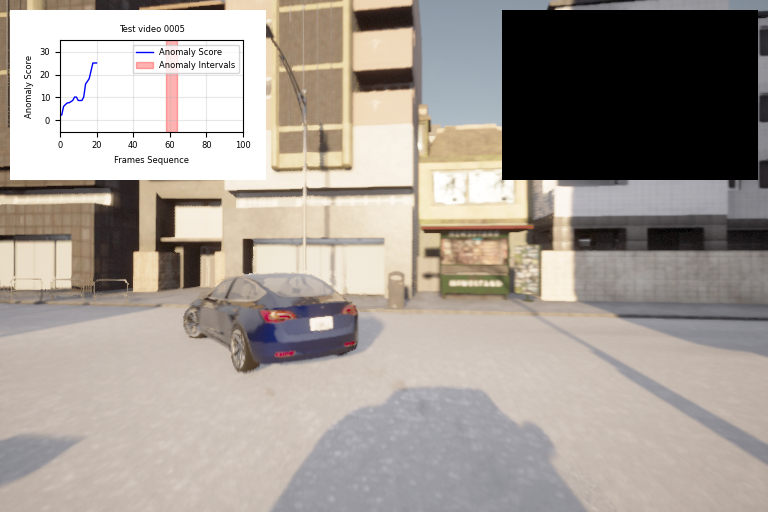 Test video 0005
Anomaly Score
30
20
10
0
Anomaly Score
Anomaly Intervals
0 20 40 60 80 100
Frames Sequence